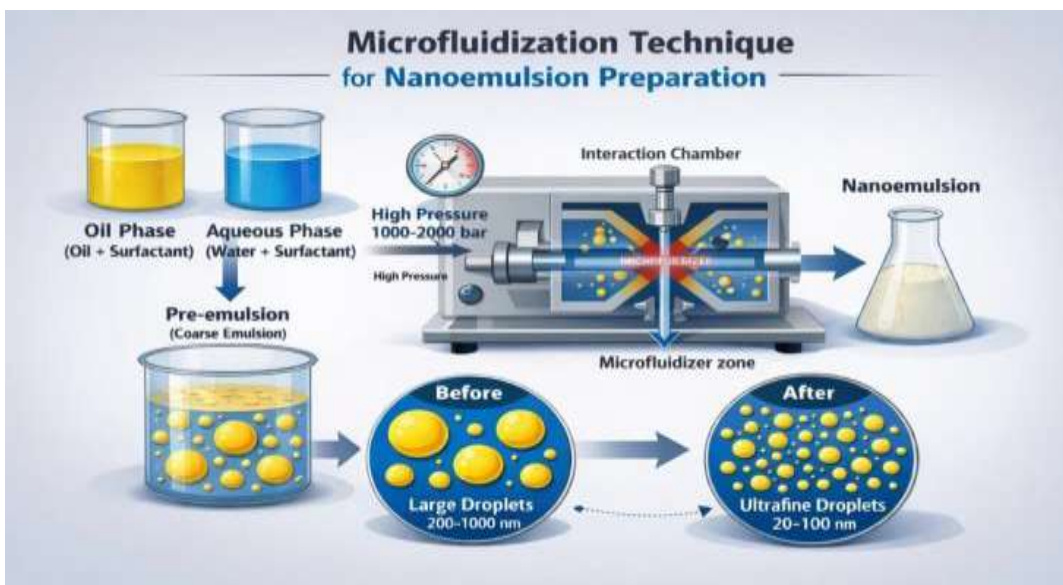 Microfluidization Technique
for Nanoemulsion Preparation
Oil Phase
(Oil + Surfactant)
Aqueous Phase
(Water + Surfactant)
High Pressure
1000-2000 bar
High Pressure
Interaction Chamber
Nanoemulsion
Pre-emulsion
(Coarse Emulsion)
Microfluidizer zone
Before
Large Droplets
200-1000 nm
After
Ultrafine Droplets
20-100 nm